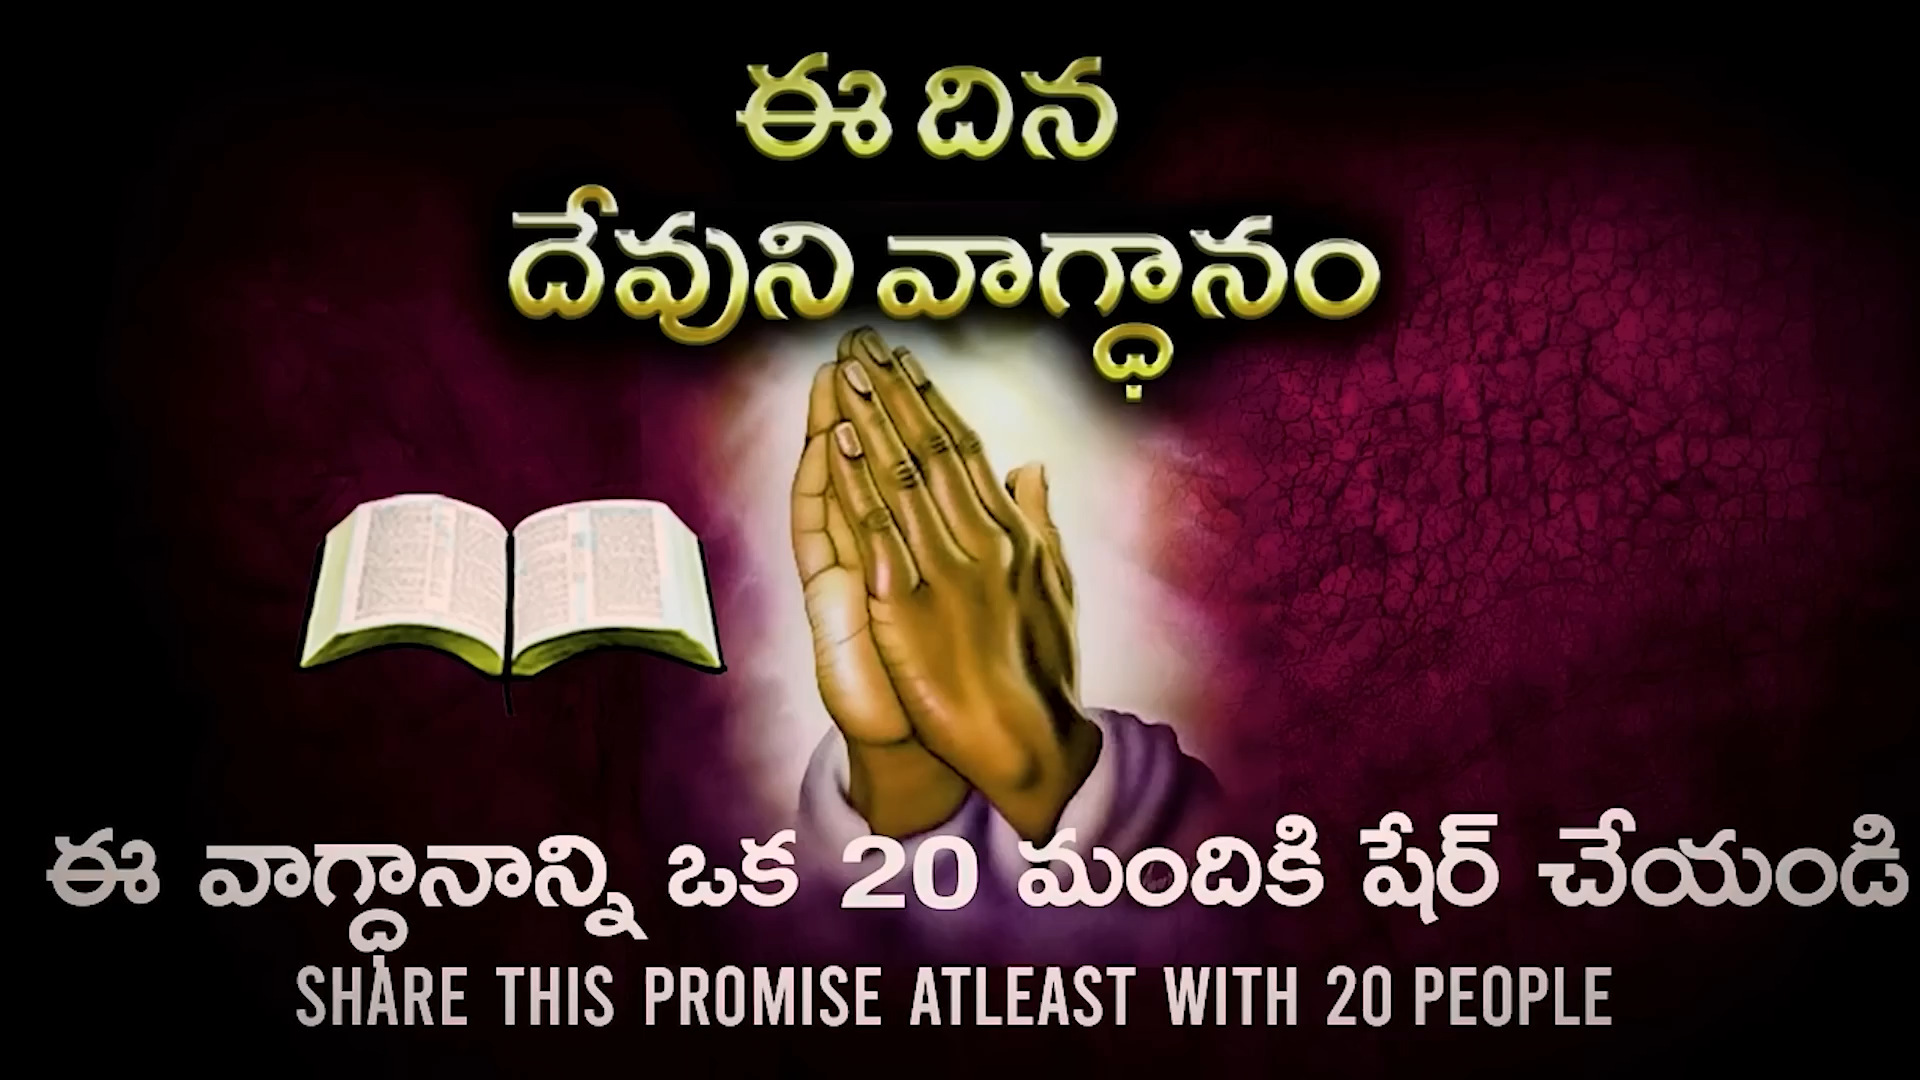 ఈ దిన
దేవుని వాగ్ధానం
ఈ వాగ్ధానాన్ని ఒక 20 మందికి షేర్ చేయండి
SHARE THIS PROMISE ATLEAST WITH 20 PEOPLE